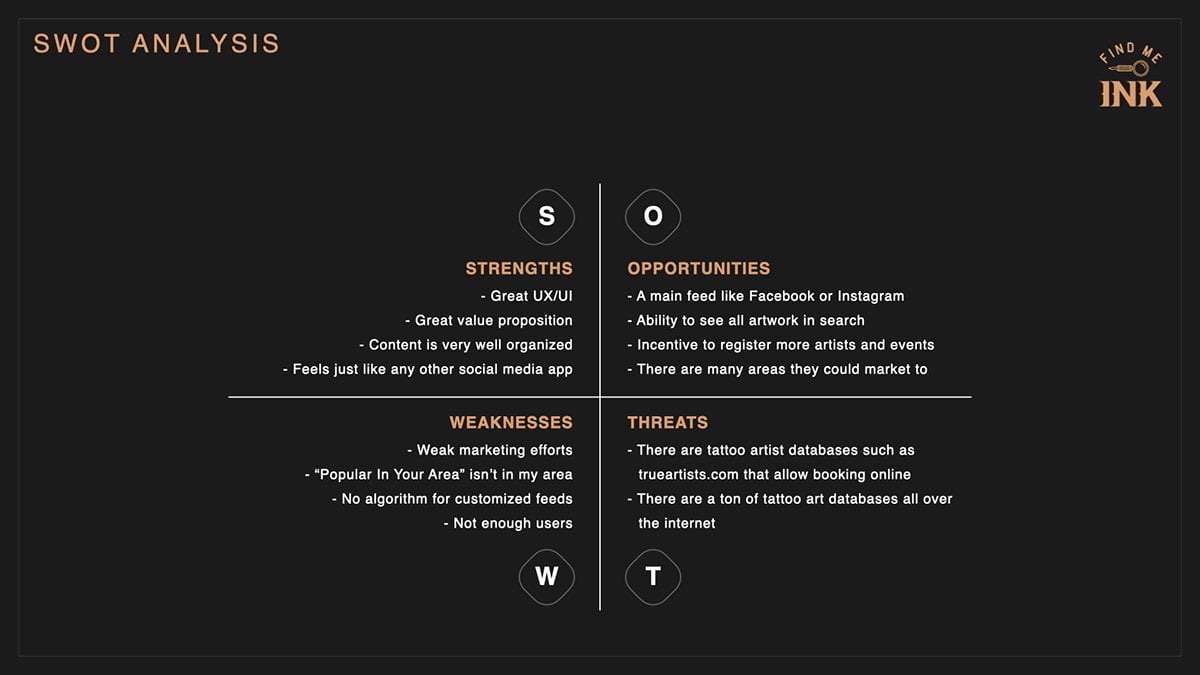 SWOT ANALYSIS
FIND ME
INK
S
STRENGTHS
- Great UX/UI
- Great value proposition
- Content is very well organized
- Feels just like any other social media app
O
OPPORTUNITIES
- A main feed like Facebook or Instagram
- Ability to see all artwork in search
- Incentive to register more artists and events
- There are many areas they could market to
WEAKNESSES
- Weak marketing efforts
- “Popular In Your Area” isn’t in my area
- No algorithm for customized feeds
- Not enough users
W
THREATS
- There are tattoo artist databases such as
trueartists.com that allow booking online
- There are a ton of tattoo art databases all over
the internet
T